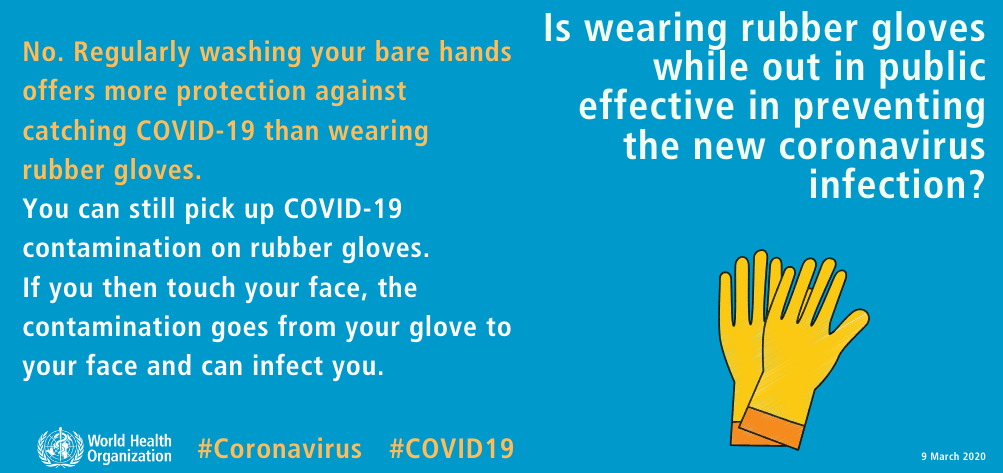 Is wearing rubber gloves
while out in public
effective in preventing
the new coronavirus
infection?
No. Regularly washing your bare hands
offers more protection against
catching COVID-19 than wearing
rubber gloves.
You can still pick up COVID-19
contamination on rubber gloves.
If you then touch your face, the
contamination goes from your glove to
your face and can infect you.
World Health
Organization
#Coronavirus #COVID19
9 March 2020